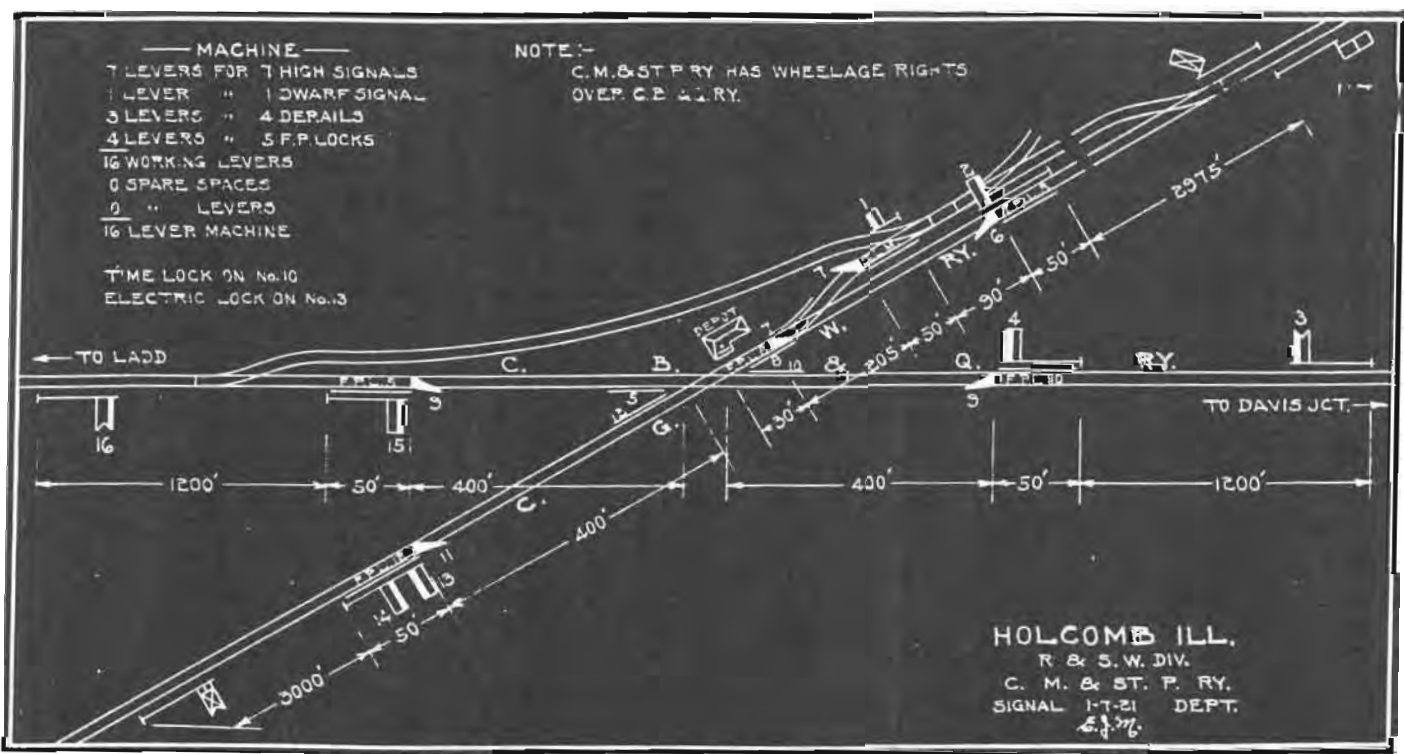 MACHINE
7 LEVERS FOR 7 HIGH SIGNALS
1 LEVER " 1 DWARF SIGNAL
3 LEVERS " 4 DERAILS
4 LEVERS " 5 F.P. LOCKS
16 WORKING LEVERS
0 SPARE SPACES
0 " LEVERS
16 LEVER MACHINE
TIME LOCK ON No. 10
ELECTRIC LOCK ON No. 13
NOTE:-
C.M. & ST P RY HAS WHEELAGE RIGHTS
OVER C.B. & Q. RY.
2
1
6
7
RY.
2975'
50'
90'
50'
205'
30'
DEPOT
7
F.P.L. 8
8
10
W.
4
3
TO LADD
C. B. & Q. RY.
F.P.L. 5
9
5
12
G.
9
F.P.L. 10
TO DAVIS JCT.
16
15
1200' 50' 400' 400' 50' 1200'
C.
400'
F.P.L. 12
11
13
14
50'
3000'
HOLCOMB ILL.
R & S. W. DIV.
C. M. & ST. P. RY.
SIGNAL 1-7-21 DEPT.
E.J.M.